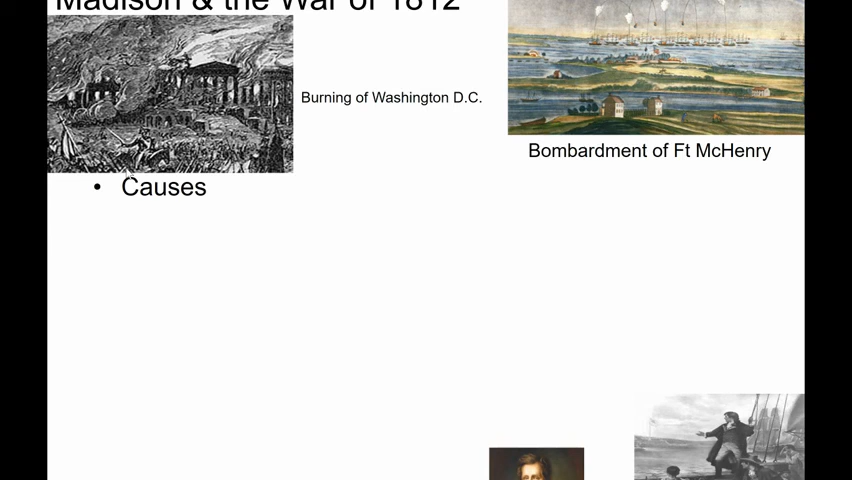 Madison & the War of 1812
Burning of Washington D.C.
Bombardment of Ft McHenry
• Causes